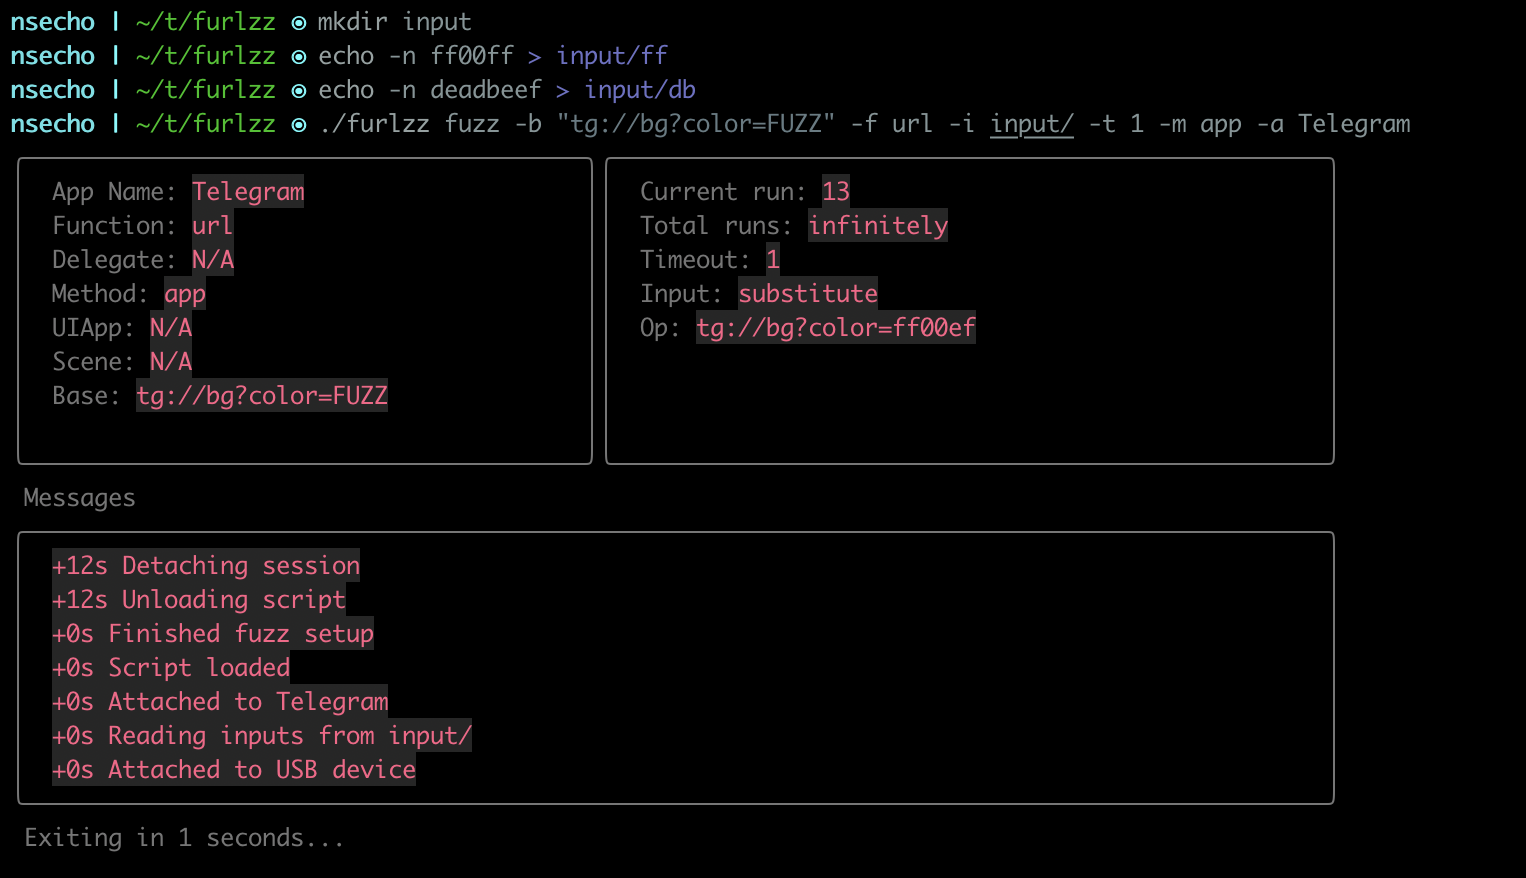 nsecho | ~/t/furlzz ⊙ mkdir input
nsecho | ~/t/furlzz ⊙ echo -n ff00ff > input/ff
nsecho | ~/t/furlzz ⊙ echo -n deadbeef > input/db
nsecho | ~/t/furlzz ⊙ ./furlzz fuzz -b "tg://bg?color=FUZZ" -f url -i input/ -t 1 -m app -a Telegram
App Name: Telegram
Function: url
Delegate: N/A
Method: app
UIApp: N/A
Scene: N/A
Base: tg://bg?color=FUZZ
Current run: 13
Total runs: infinitely
Timeout: 1
Input: substitute
Op: tg://bg?color=ff00ef
Messages
+12s Detaching session
+12s Unloading script
+0s Finished fuzz setup
+0s Script loaded
+0s Attached to Telegram
+0s Reading inputs from input/
+0s Attached to USB device
Exiting in 1 seconds...